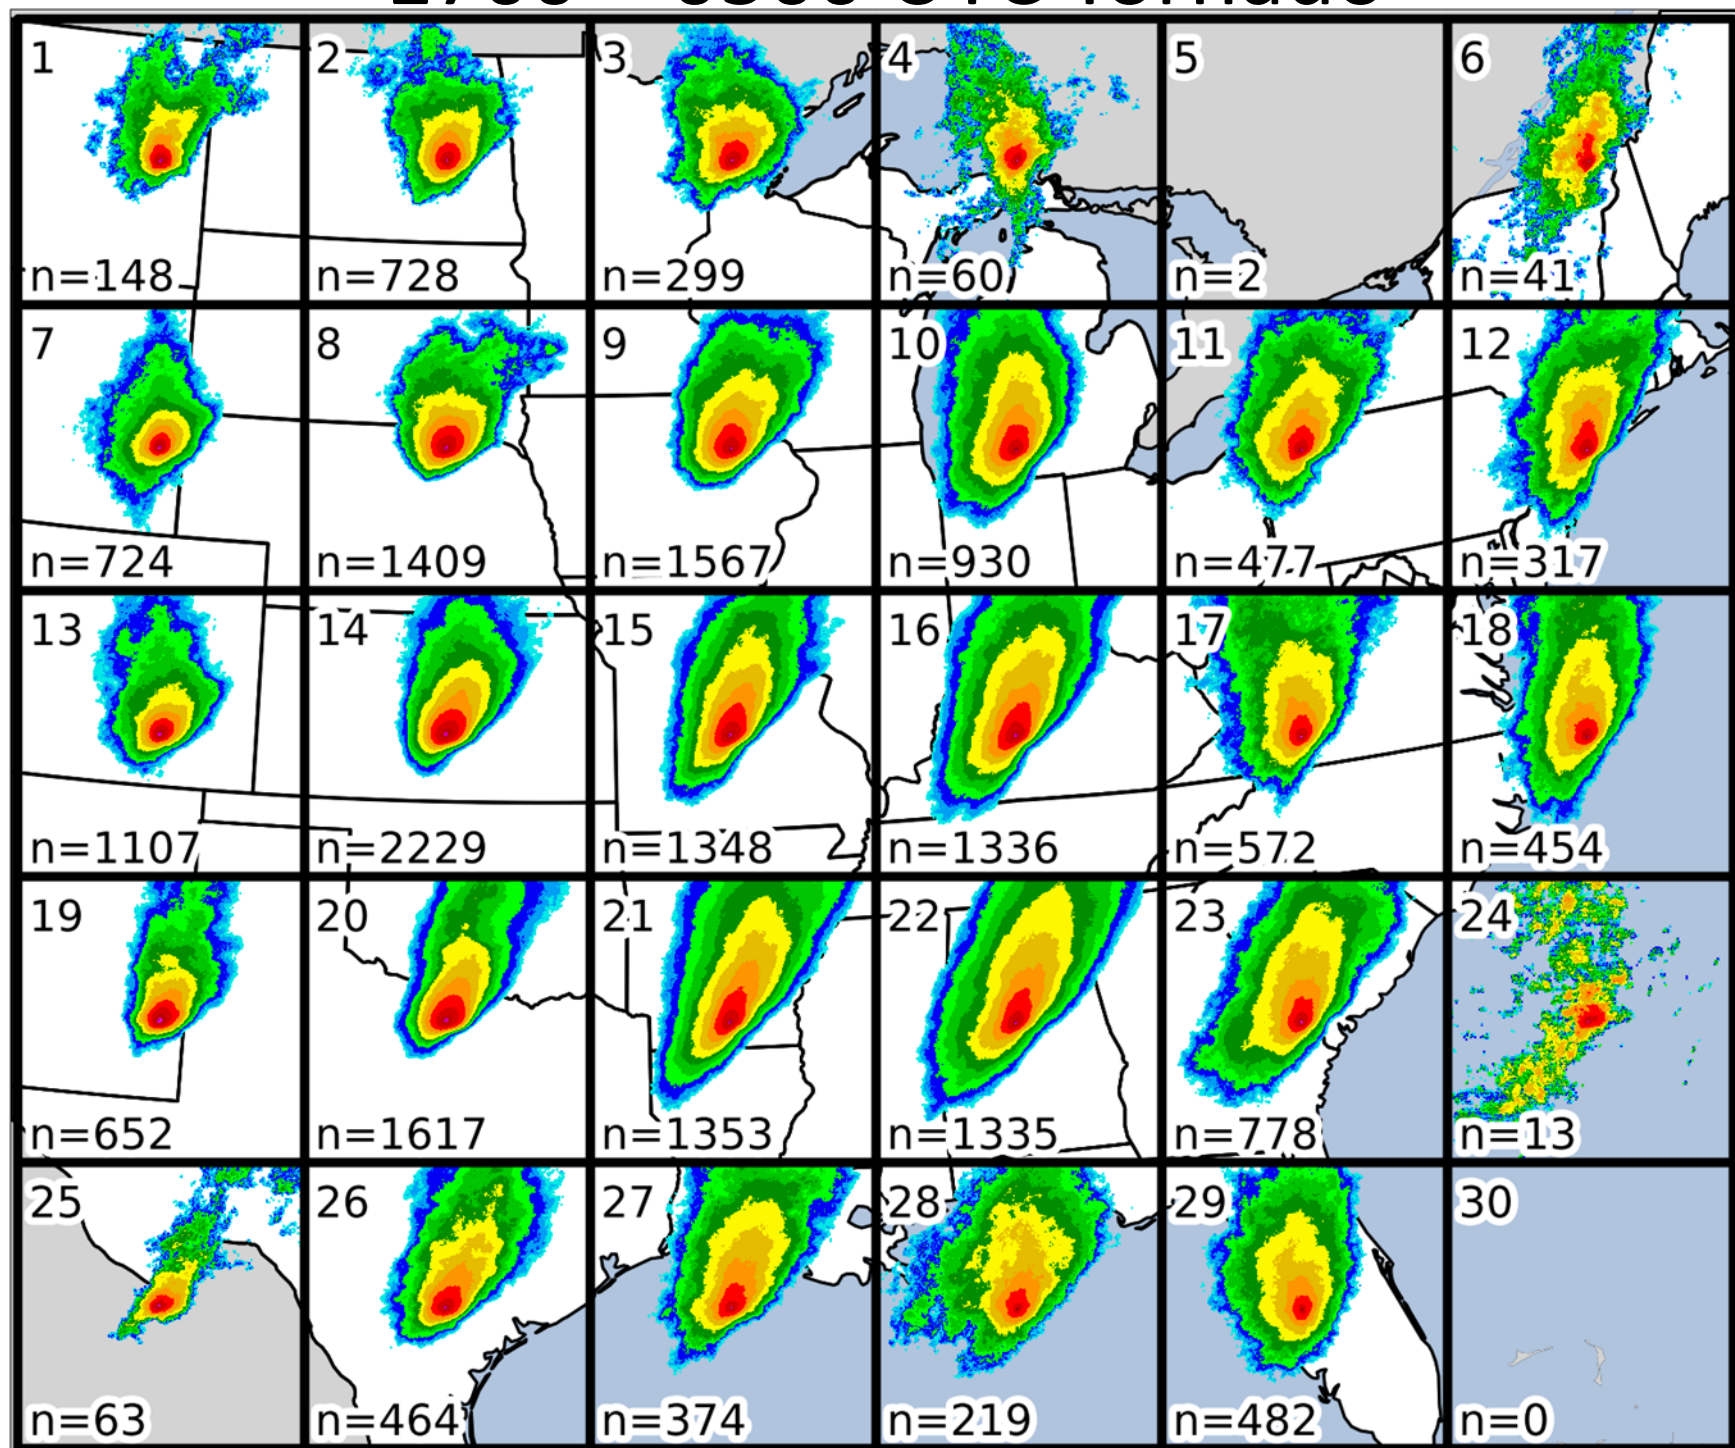 1 2 3 4 5 6
n=148 n=728 n=299 n=60 n=2 n=41
7 8 9 10 11 12
n=724 n=1409 n=1567 n=930 n=477 n=317
13 14 15 16 17 18
n=1107 n=2229 n=1348 n=1336 n=572 n=454
19 20 21 22 23 24
n=652 n=1617 n=1353 n=1335 n=778 n=13
25 26 27 28 29 30
n=63 n=464 n=374 n=219 n=482 n=0